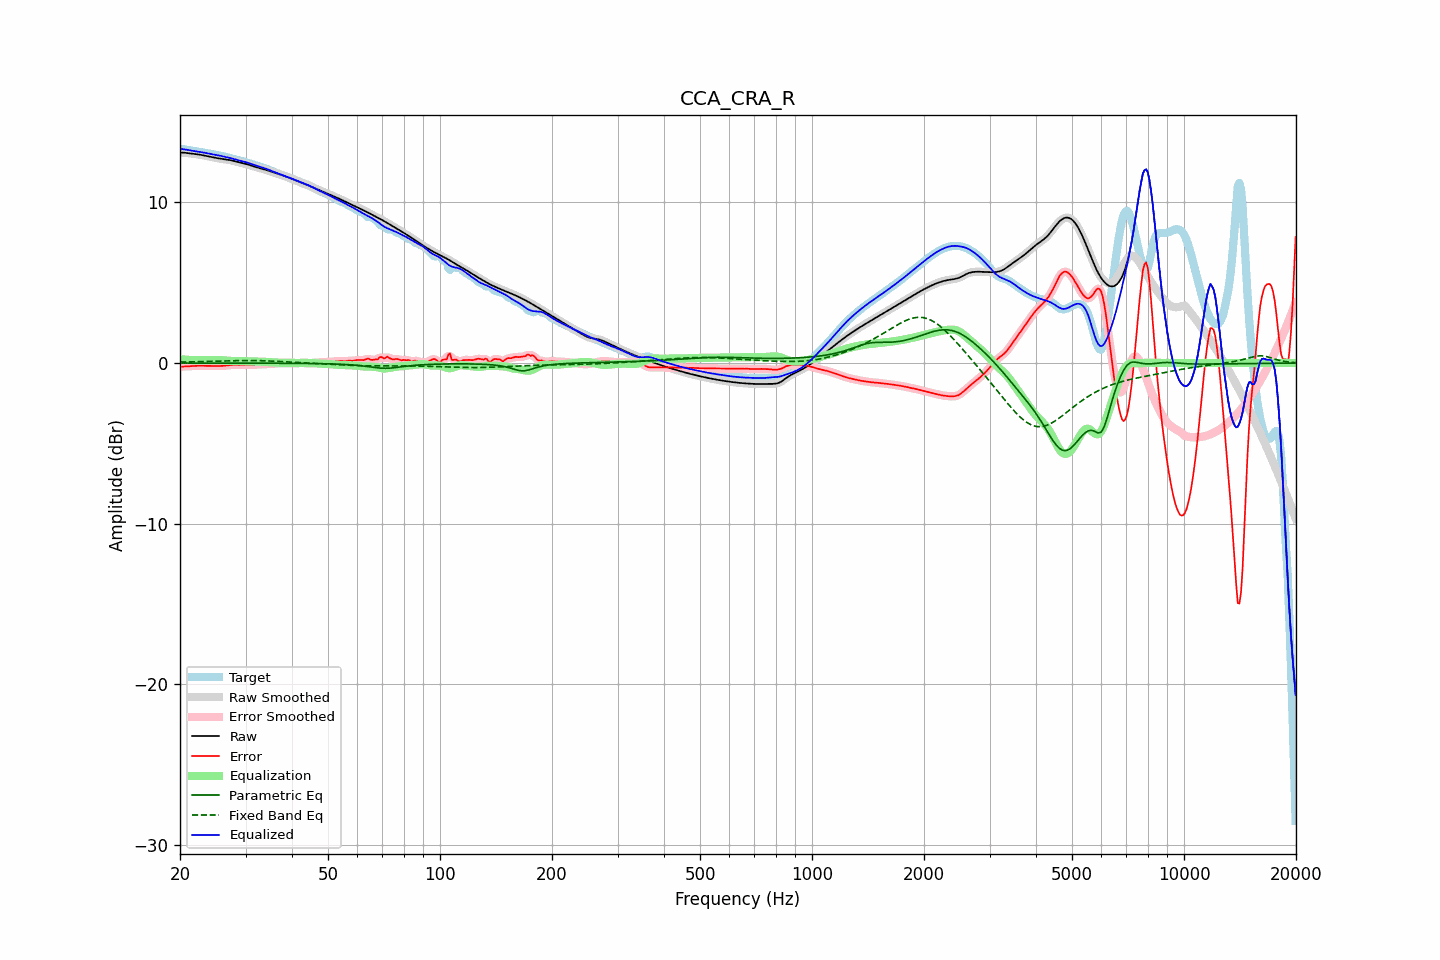 CCA_CRA_R
Amplitude (dBr)
10
0
−10
−20
−30
Target
Raw Smoothed
Error Smoothed
Raw
Error
Equalization
Parametric Eq
Fixed Band Eq
Equalized
20 50 100 200 500 1000 2000 5000 10000 20000
Frequency (Hz)